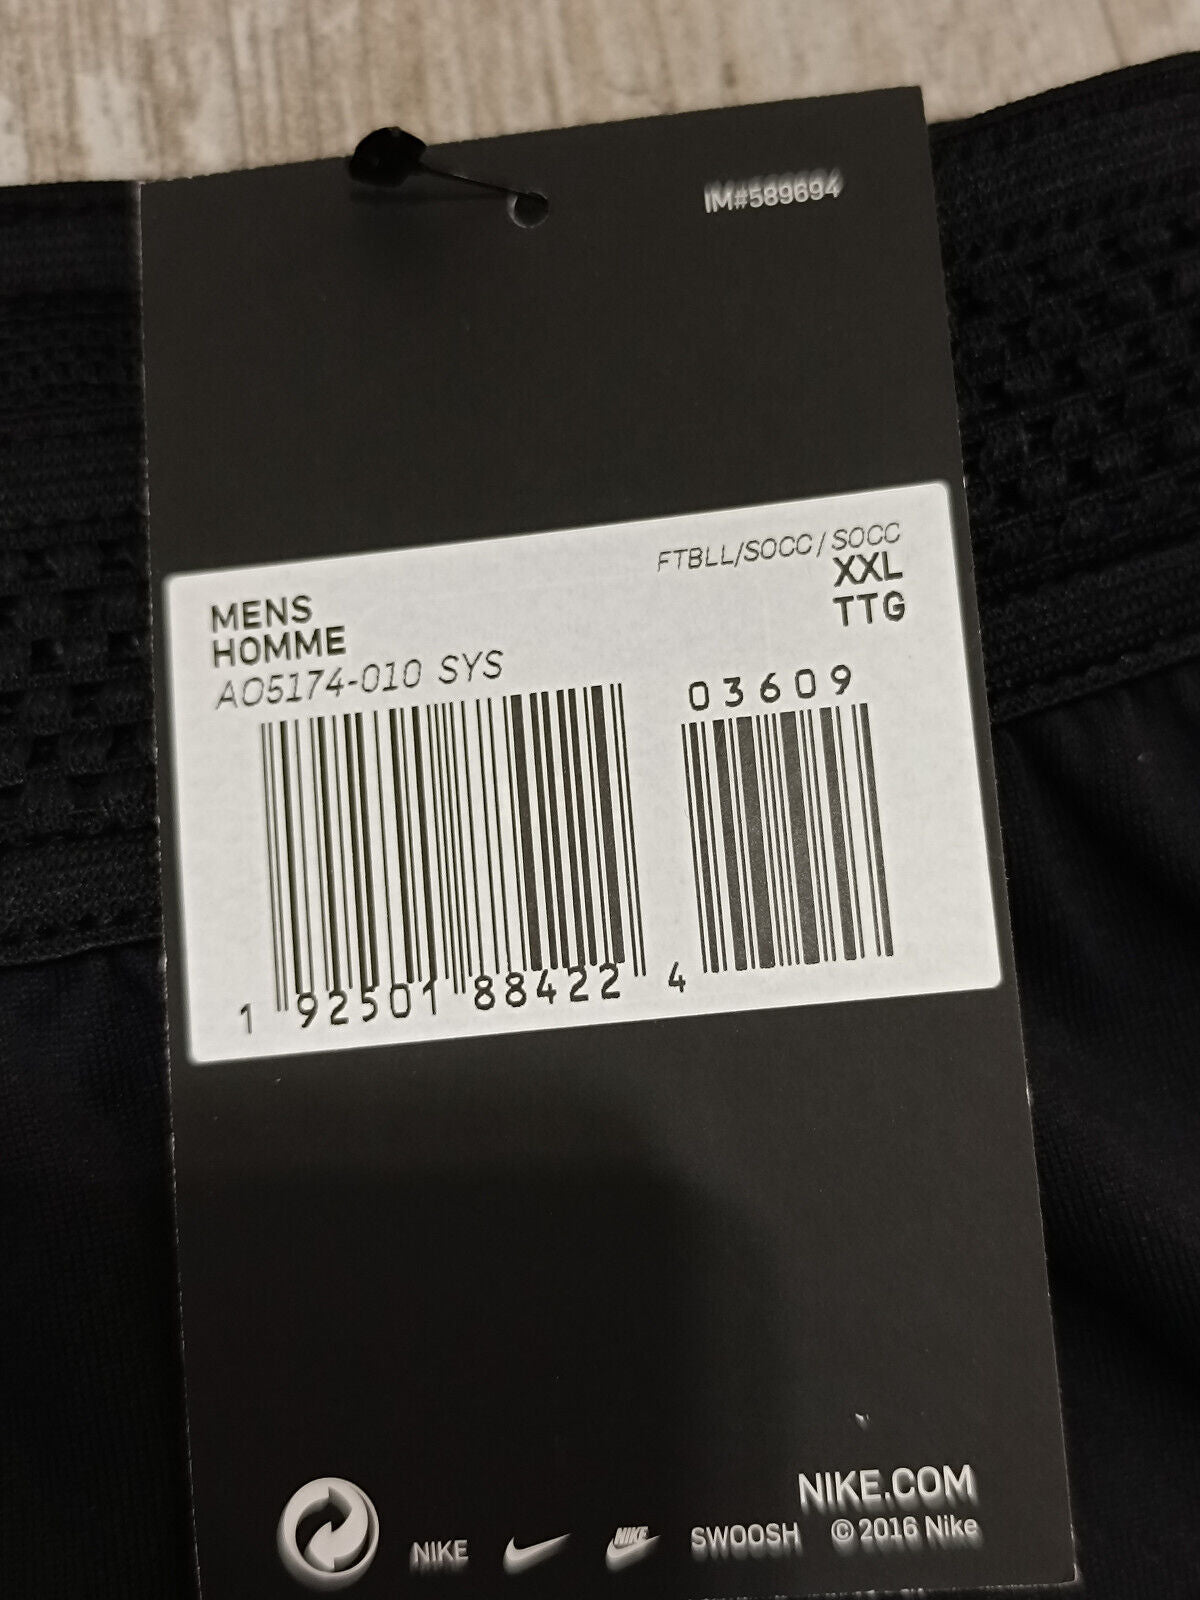 IM#589694
FTBLL/SOCC/SOCC
MENS XXL
HOMME TTG
AO5174-010 SYS
03609
1 92501 88422 4
NIKE.COM
NIKE NIKE SWOOSH © 2016 Nike